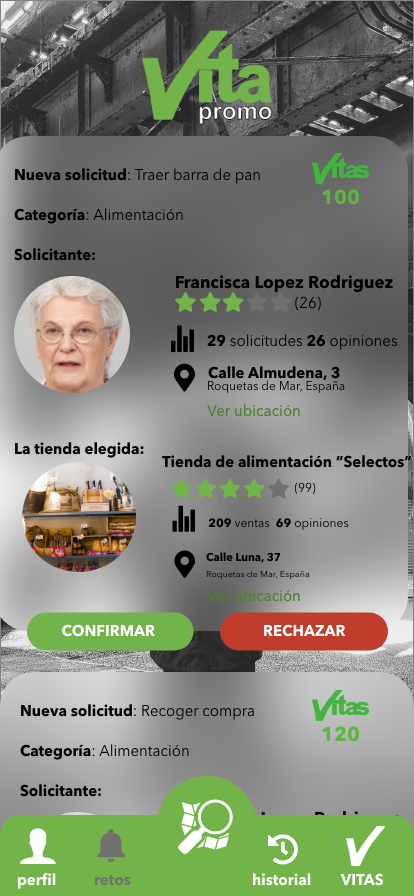 Vita
promo
Nueva solicitud: Traer barra de pan
Vitas
100
Categoría: Alimentación
Solicitante:
Francisca Lopez Rodriguez
(26)
29 solicitudes 26 opiniones
Calle Almudena, 3
Roquetas de Mar, España
Ver ubicación
La tienda elegida:
Tienda de alimentación “Selectos”
(99)
209 ventas 69 opiniones
Calle Luna, 37
Roquetas de Mar, España
Ver ubicación
CONFIRMAR
RECHAZAR
Nueva solicitud: Recoger compra
Vitas
120
Categoría: Alimentación
Solicitante:
perfil
retos
historial
VITAS